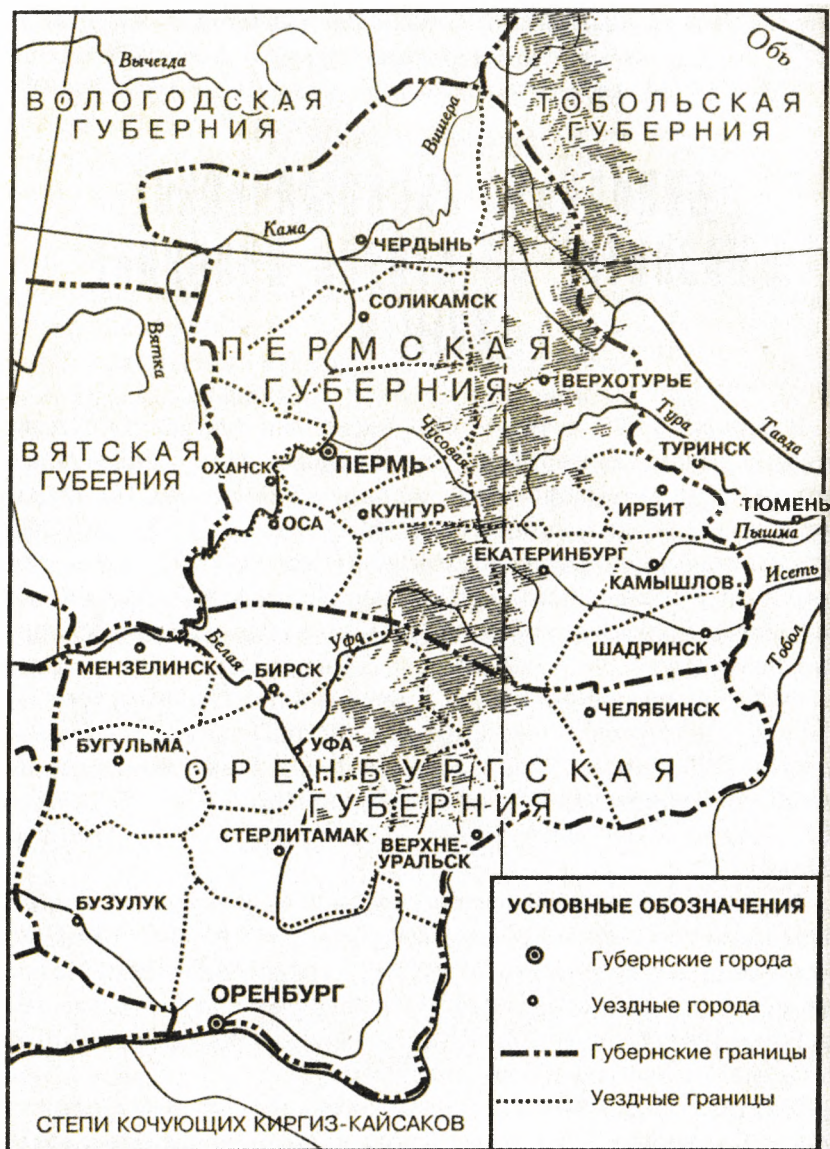 Вычегда
Обь
ВОЛОГОДСКАЯ
ГУБЕРНИЯ
ТОБОЛЬСКАЯ
ГУБЕРНИЯ
Вишера
Кама
ЧЕРДЫНЬ
СОЛИКАМСК
Вятка
ПЕРМСКАЯ
ГУБЕРНИЯ
ВЕРХОТУРЬЕ
Тура
Тавда
Чусовая
ВЯТСКАЯ
ГУБЕРНИЯ
ТУРИНСК
ОХАНСК
ПЕРМЬ
ОСА
КУНГУР
ИРБИТ
ТЮМЕНЬ
Пышма
ЕКАТЕРИНБУРГ
КАМЫШЛОВ
Исеть
Белая
Уфа
ШАДРИНСК
Тобол
МЕНЗЕЛИНСК
БИРСК
ЧЕЛЯБИНСК
БУГУЛЬМА
УФА
ОРЕНБУРГСКАЯ
ГУБЕРНИЯ
СТЕРЛИТАМАК
ВЕРХНЕ-
УРАЛЬСК
БУЗУЛУК
ОРЕНБУРГ
СТЕПИ КОЧУЮЩИХ КИРГИЗ-КАЙСАКОВ
УСЛОВНЫЕ ОБОЗНАЧЕНИЯ
Губернские города
Уездные города
Губернские границы
Уездные границы